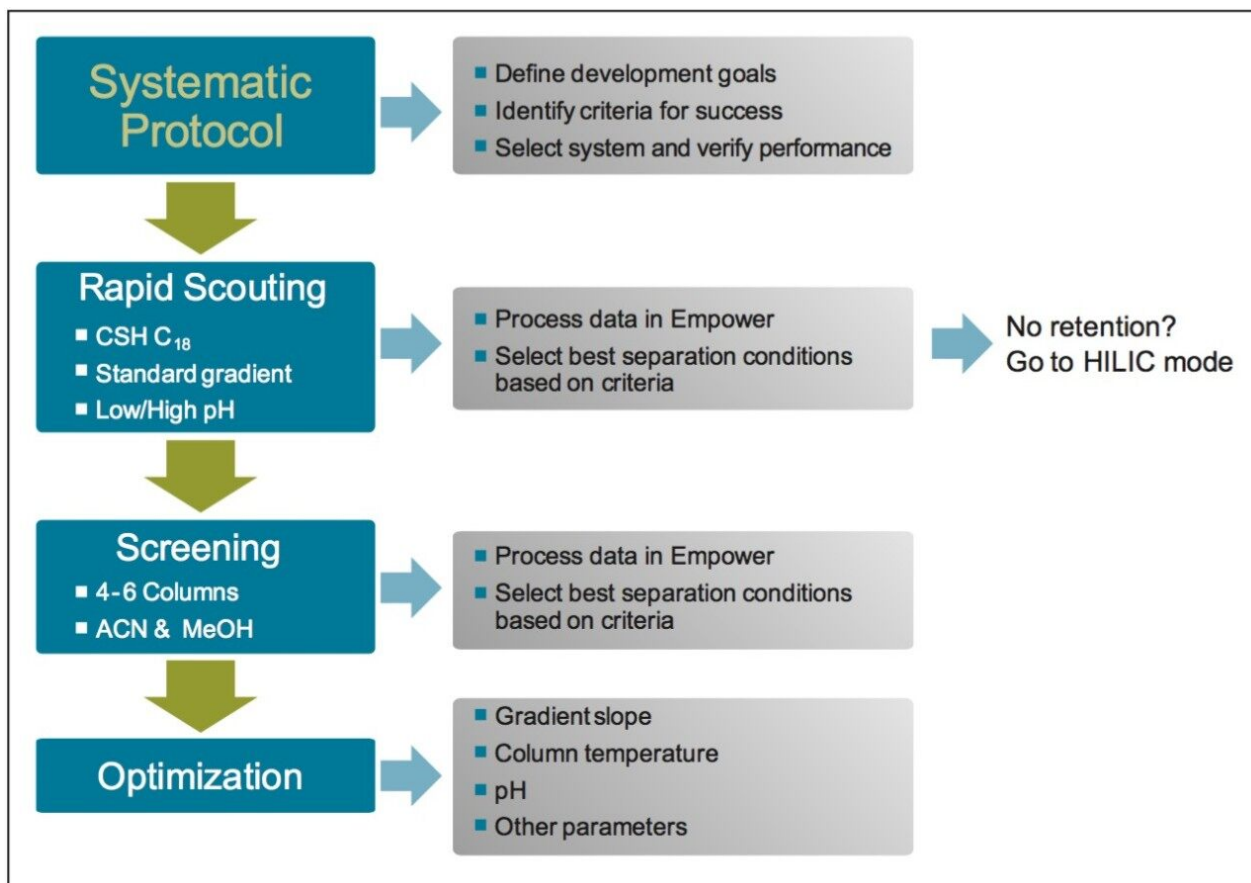 Systematic
Protocol
■ Define development goals
■ Identify criteria for success
■ Select system and verify performance
Rapid Scouting
■ CSH C₁₈
■ Standard gradient
■ Low/High pH
■ Process data in Empower
■ Select best separation conditions
based on criteria
No retention?
Go to HILIC mode
Screening
■ 4-6 Columns
■ ACN & MeOH
■ Process data in Empower
■ Select best separation conditions
based on criteria
Optimization
■ Gradient slope
■ Column temperature
■ pH
■ Other parameters